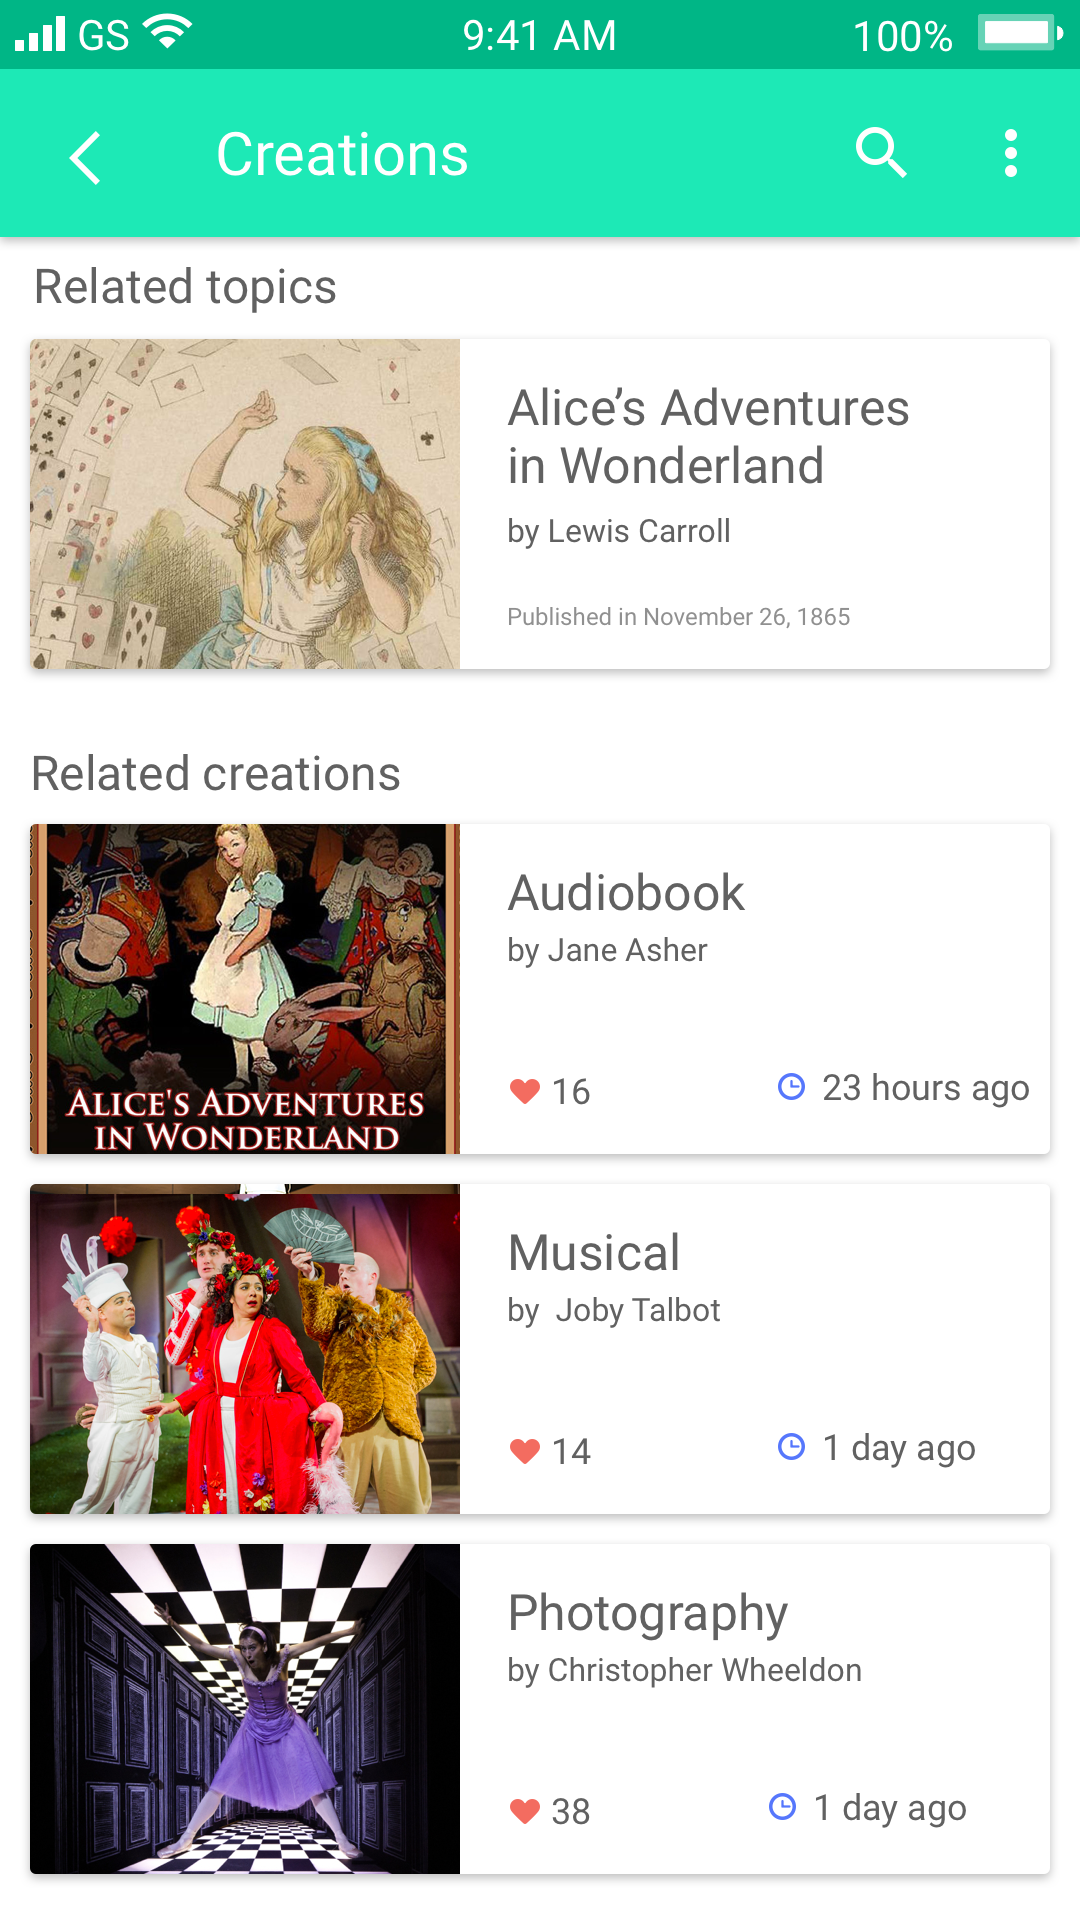 GS 9:41 AM 100%
Creations
Related topics
Alice’s Adventures
in Wonderland
by Lewis Carroll
Published in November 26, 1865
Related creations
ALICE'S ADVENTURES
IN WONDERLAND
Audiobook
by Jane Asher
16 23 hours ago
Musical
by  Joby Talbot
14 1 day ago
Photography
by Christopher Wheeldon
38 1 day ago